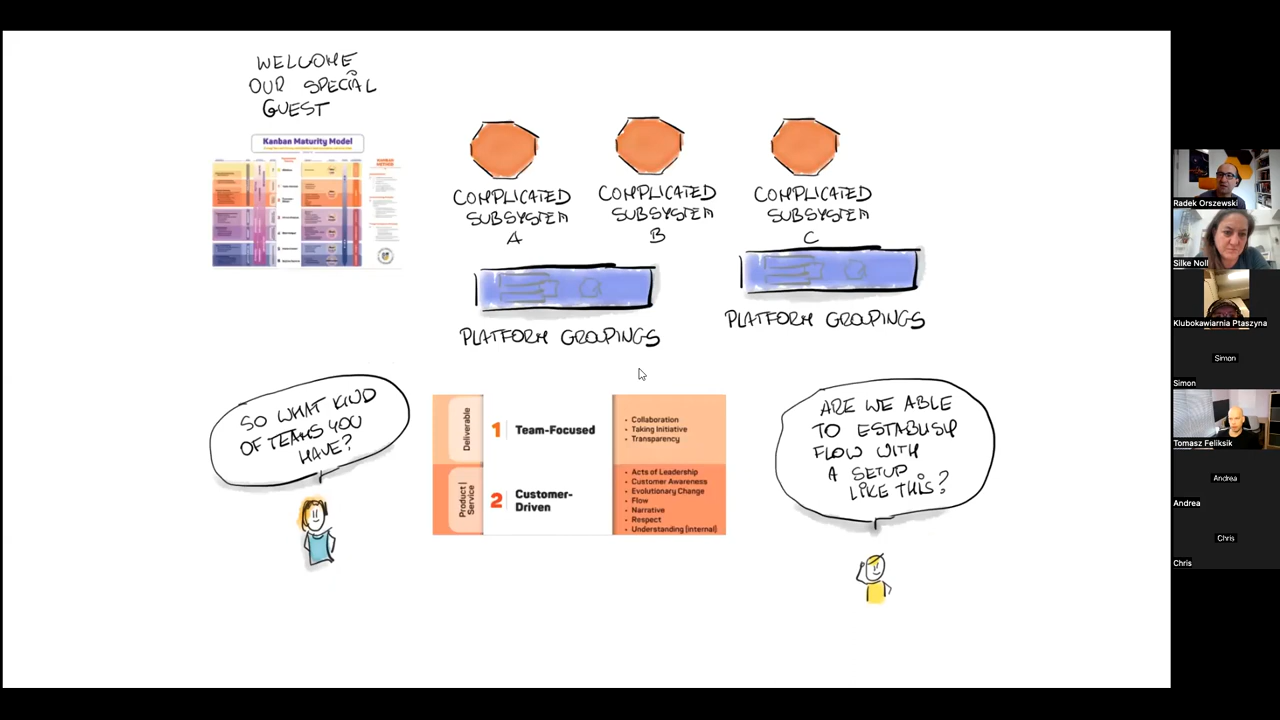 WELCOME
OUR SPECIAL
GUEST
Kanban Maturity Model
COMPLICATED
SUBSYSTEM
A
COMPLICATED
SUBSYSTEM
B
COMPLICATED
SUBSYSTEM
C
PLATFORM GROUPINGS
PLATFORM GROUPINGS
SO WHAT KIND
OF TEAMS YOU
HAVE?
Deliverable
1 Team-Focused
Collaboration
Taking Initiative
Transparency
Product | Service
2 Customer-
Driven
Acts of Leadership
Customer Awareness
Evolutionary Change
Flow
Narrative
Respect
Understanding (internal)
ARE WE ABLE
TO ESTABLISH
FLOW WITH
A SETUP
LIKE THIS?
Radek Orszewski
Silke Noll
Klubokawiarnia Ptaszyna
Simon
Simon
Tomasz Feliksik
Andrea
Andrea
Chris
Chris